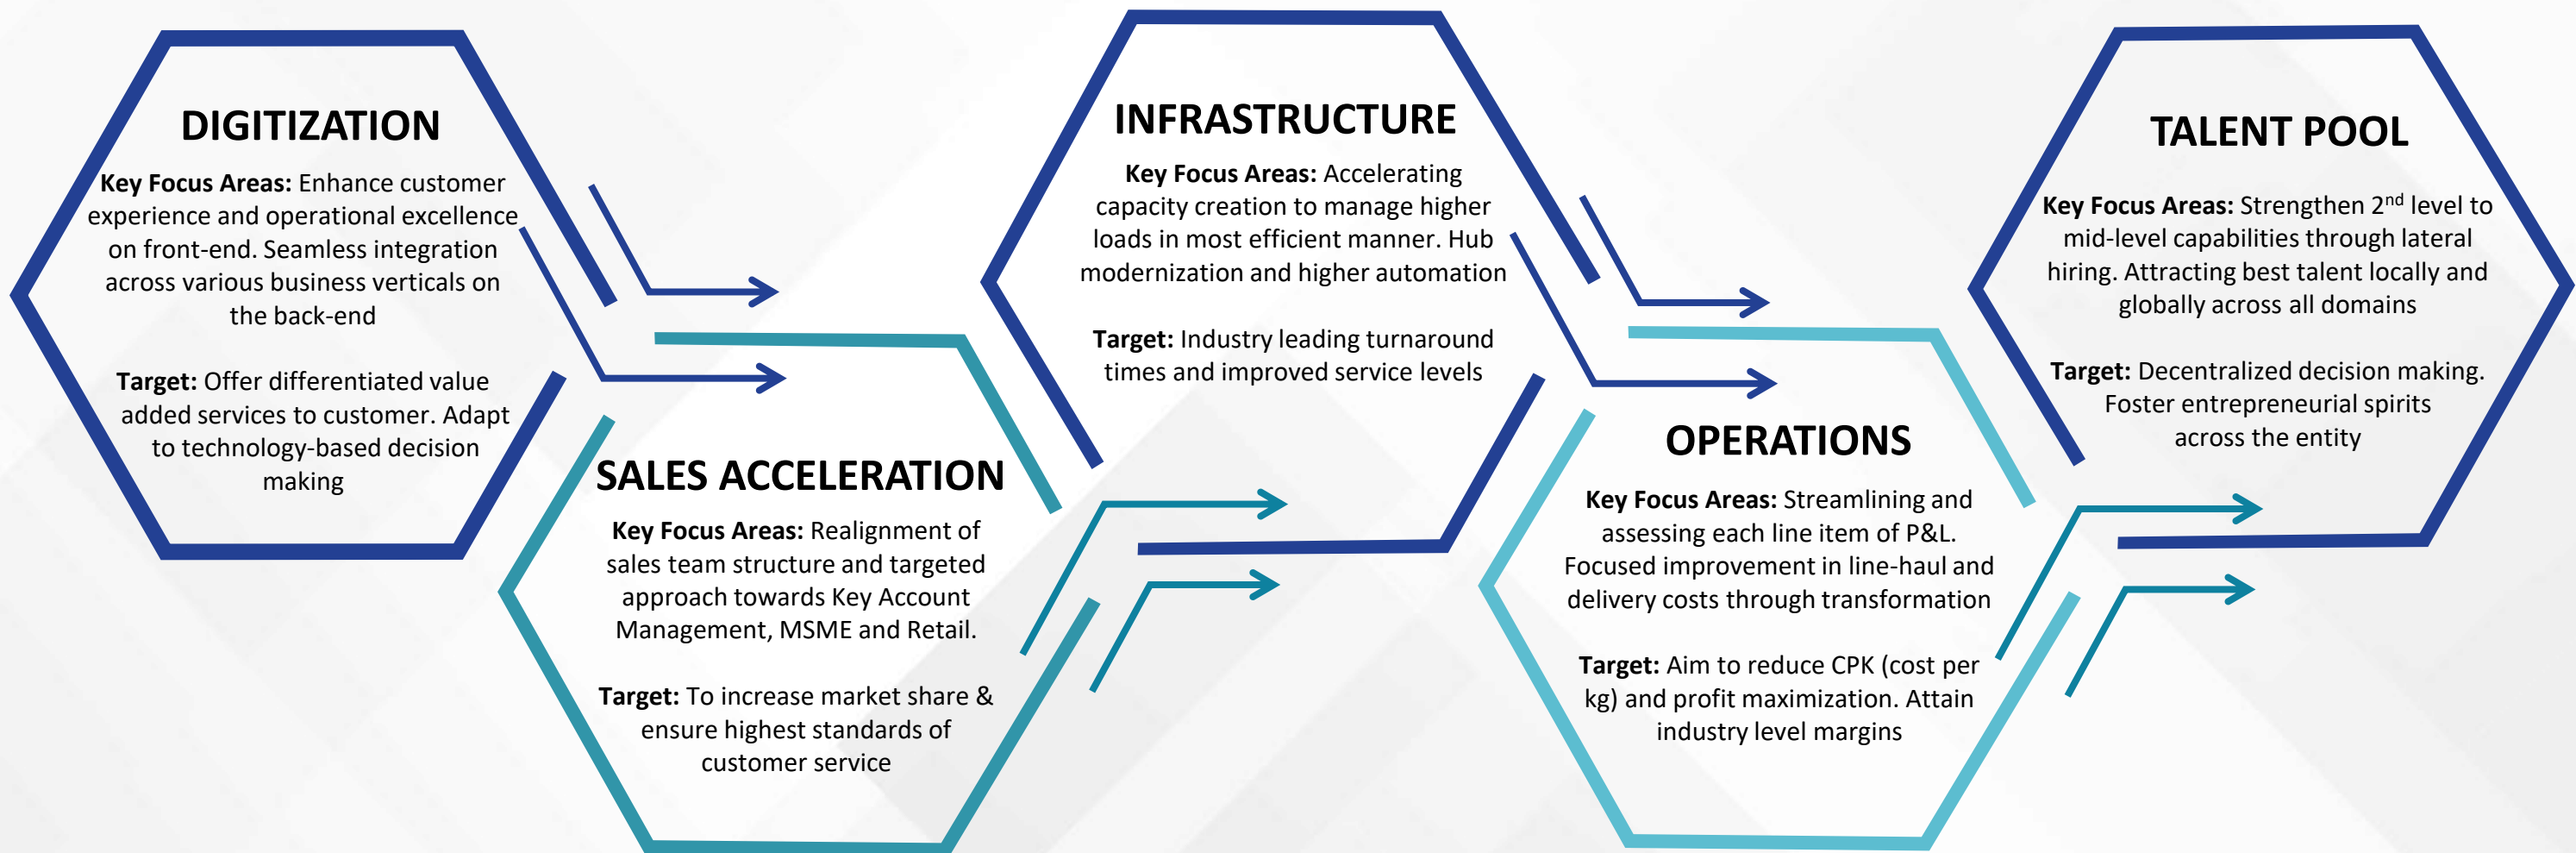 DIGITIZATION
Key Focus Areas: Enhance customer
experience and operational excellence
on front-end. Seamless integration
across various business verticals on
the back-end
Target: Offer differentiated value
added services to customer. Adapt
to technology-based decision
making
SALES ACCELERATION
Key Focus Areas: Realignment of
sales team structure and targeted
approach towards Key Account
Management, MSME and Retail.
Target: To increase market share &
ensure highest standards of
customer service
INFRASTRUCTURE
Key Focus Areas: Accelerating
capacity creation to manage higher
loads in most efficient manner. Hub
modernization and higher automation
Target: Industry leading turnaround
times and improved service levels
OPERATIONS
Key Focus Areas: Streamlining and
assessing each line item of P&L.
Focused improvement in line-haul and
delivery costs through transformation
Target: Aim to reduce CPK (cost per
kg) and profit maximization. Attain
industry level margins
TALENT POOL
Key Focus Areas: Strengthen 2nd level to
mid-level capabilities through lateral
hiring. Attracting best talent locally and
globally across all domains
Target: Decentralized decision making.
Foster entrepreneurial spirits
across the entity